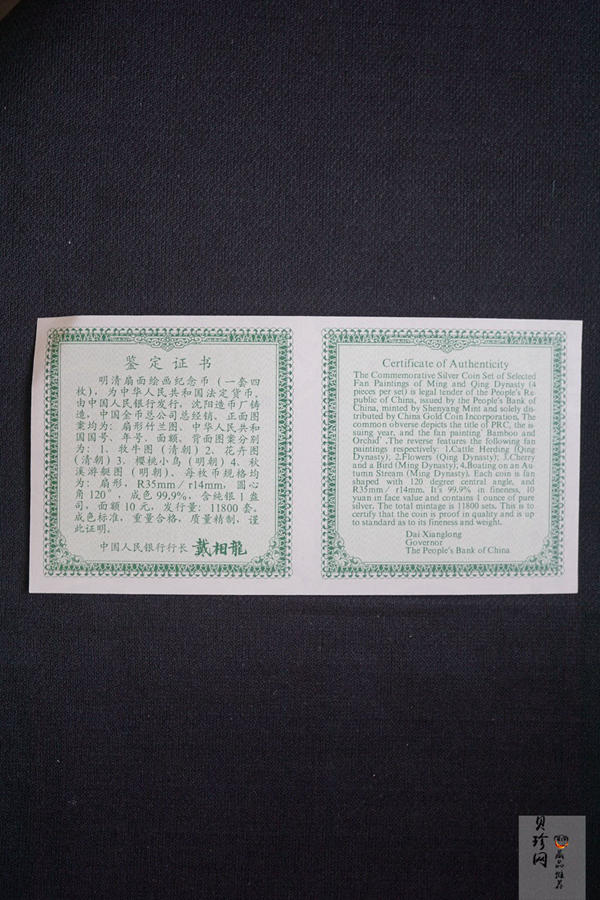 鉴定证书
明清扇面绘画纪念币（一套四
枚），为中华人民共和国法定货币，
由中国人民银行发行，沈阳造币厂铸
造，中国金币总公司总经销。正面图
案均为：扇形竹兰图、中华人民共和
国国号、年号、面额，背面图案分别
为：1、牧牛图（清朝）2、花卉图
（清朝）3、樱桃小鸟（明朝）4、秋
溪游艇图（明朝）。每枚币规格均
为：扇形，R35mm／r14mm，圆心
角120°，成色99.9%，含纯银1盎
司，面额10元，发行量：11800套。
成色标准，重量合格，质量精制，谨
此证明。
中国人民银行行长 戴相龍
Certificate of Authenticity
The Commemorative Silver Coin Set of Selected
Fan Paintings of Ming and Qing Dynasty (4
pieces per set) is legal tender of the People's Re-
public of China, issued by the People's Bank of
China, minted by Shenyang Mint and solely dis-
tributed by China Gold Coin Incorporation. The
common obverse depicts the title of PRC, the is-
suing year, and the fan painting Bamboo and
Orchid .The reverse features the following fan
paintings respectively: 1.Cattle Herding (Qing
Dynasty); 2.Flowers (Qing Dynasty); 3.Cherry
and a Bird (Ming Dynasty); 4.Boating on an Au-
tumn Stream (Ming Dynasty). Each coin is fan
shaped with 120 degree central angle, and
R35mm／r14mm. It's 99.9% in fineness, 10
yuan in face value and contains 1 ounce of pure
silver. The total mintage is 11800 sets. This is to
certify that the coin is proof in quality and is up
to standard as to its fineness and weight.
Dai Xianglong
Governor
The People's Bank of China
贝珍网
藏品推荐